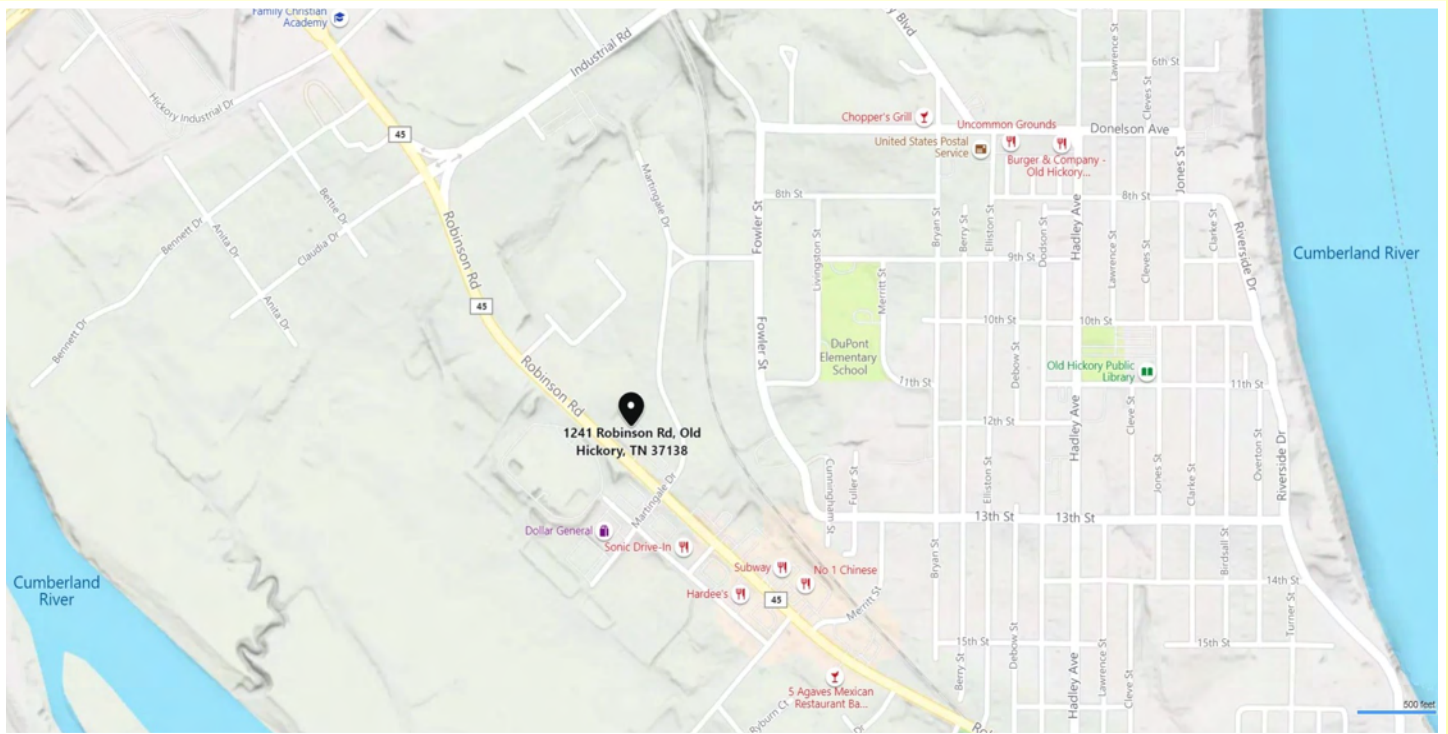 Family Christian
Academy
y Blvd
Industrial Rd
Lawrence St
Cleves St
6th St
Hickory Industrial Dr
Chopper's Grill
Uncommon Grounds
Donelson Ave
45
United States Postal
Service
Burger & Company -
Old Hickory...
Jones St
Martingale Dr
8th St
8th St
Bettie Dr
Bennett Dr
Anita Dr
Claudia Dr
Robinson Rd
Fowler St
Livingston St
Bryan St
Berry St
Elliston St
Dodson St
Hadley Ave
Lawrence St
Cleves St
Clarke St
Riverside Dr
Cumberland River
9th St
Merritt St
45
Anita Dr
Bennett Dr
10th St
10th St
Fowler St
DuPont
Elementary
School
Debow St
Old Hickory Public
Library
11th St
11th St
Robinson Rd
1241 Robinson Rd, Old
Hickory, TN 37138
12th St
Hadley Ave
Cleve St
Jones St
Clarke St
Overton St
Riverside Dr
Cunningham St
Fuller St
Elliston St
Martingale Dr
13th St
13th St
Dollar General
Sonic Drive-In
Bryan St
Birdsall St
Subway
No 1 Chinese
Cumberland
River
Hardee's
45
14th St
Merritt St
Turner St
15th St
Debow St
15th St
Berry St
Hadley Ave
Lawrence St
Cleve St
5 Agaves Mexican
Restaurant Ba...
Ryburn Ct
Dr
Ro
500 feet